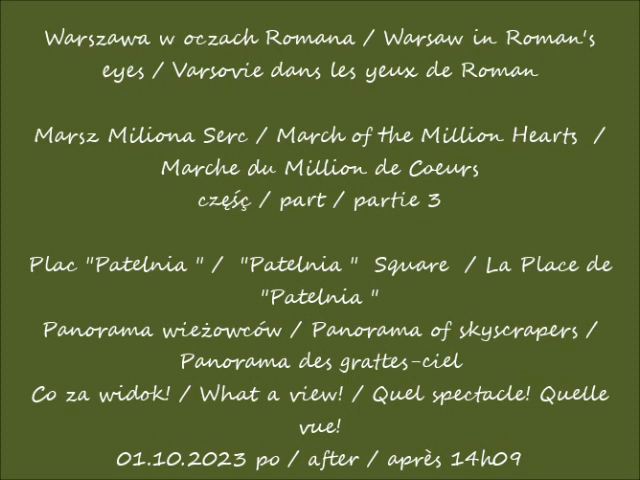 Warszawa w oczach Romana / Warsaw in Roman's
eyes / Varsovie dans les yeux de Roman
Marsz Miliona Serc / March of the Million Hearts /
Marche du Million de Coeurs
częśç / part / partie 3
Plac "Patelnia " / "Patelnia " Square / La Place de
"Patelnia "
Panorama wieżowców / Panorama of skyscrapers /
Panorama des grattes-ciel
Co za widok! / What a view! / Quel spectacle! Quelle
vue!
01.10.2023 po / after / après 14h09